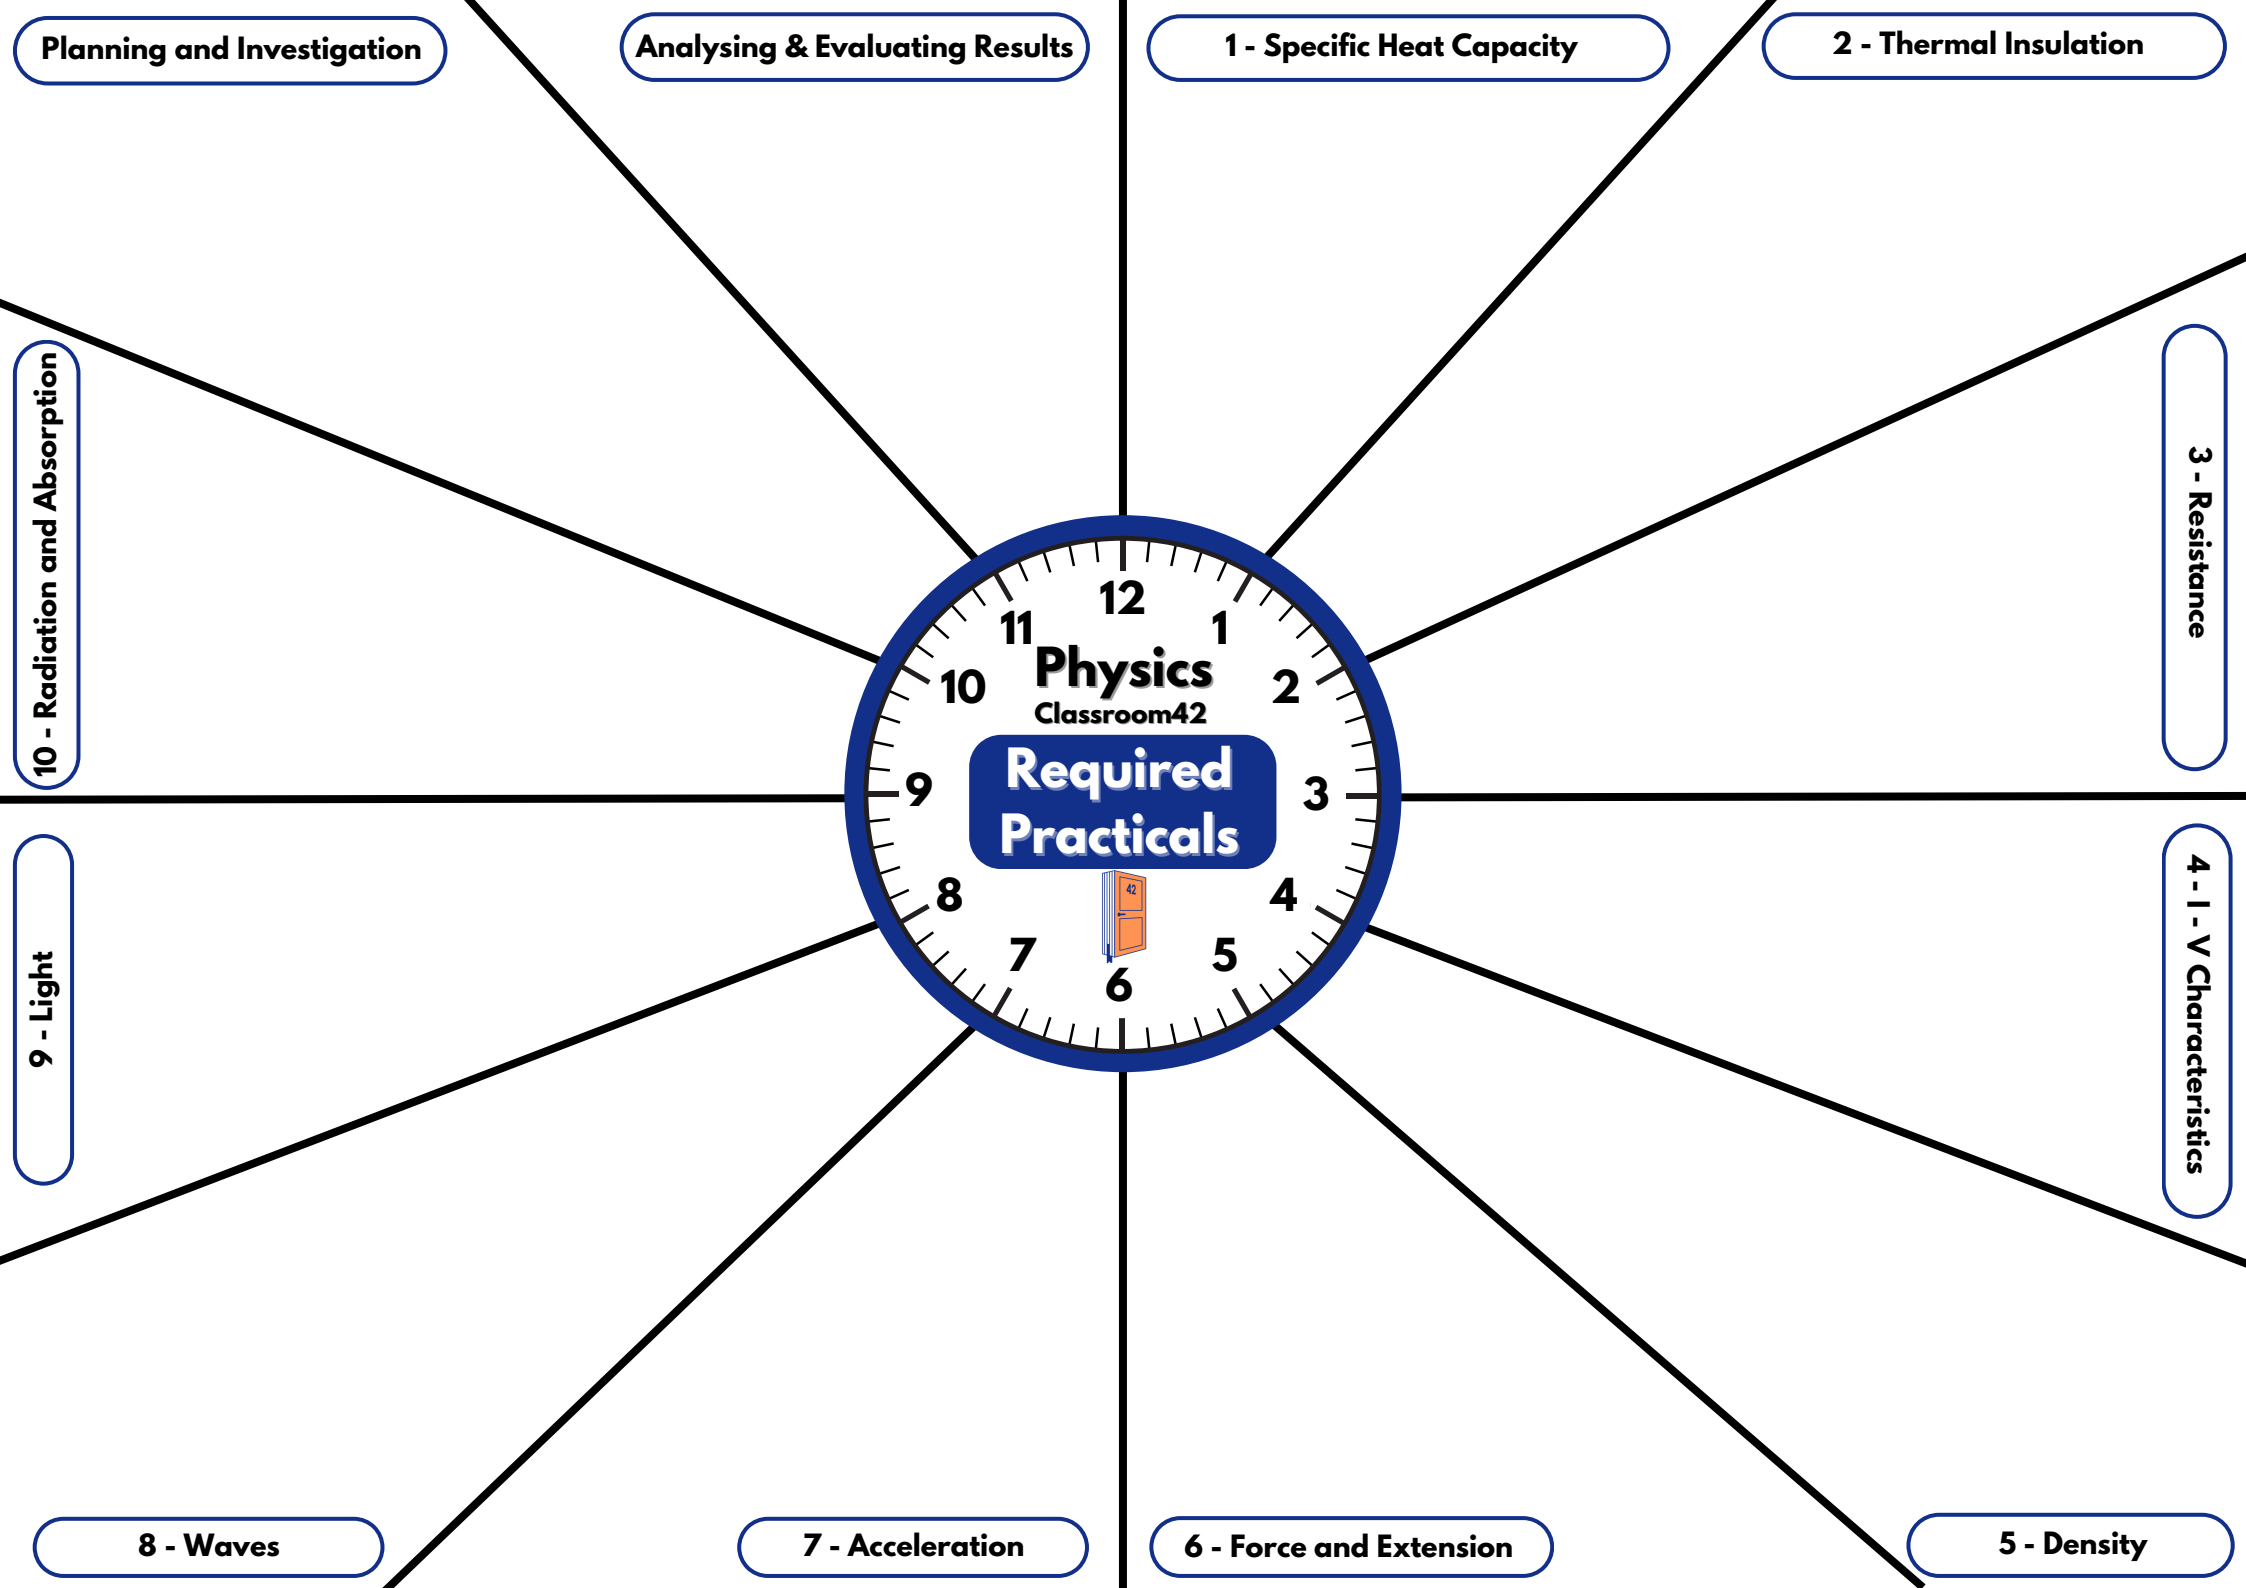 Planning and Investigation
Analysing & Evaluating Results
1 - Specific Heat Capacity
2 - Thermal Insulation
3 - Resistance
4 - I - V Characteristics
5 - Density
6 - Force and Extension
7 - Acceleration
8 - Waves
9 - Light
10 - Radiation and Absorption
12
1
2
3
4
5
6
7
8
9
10
11
Physics
Classroom42
Required
Practicals
42